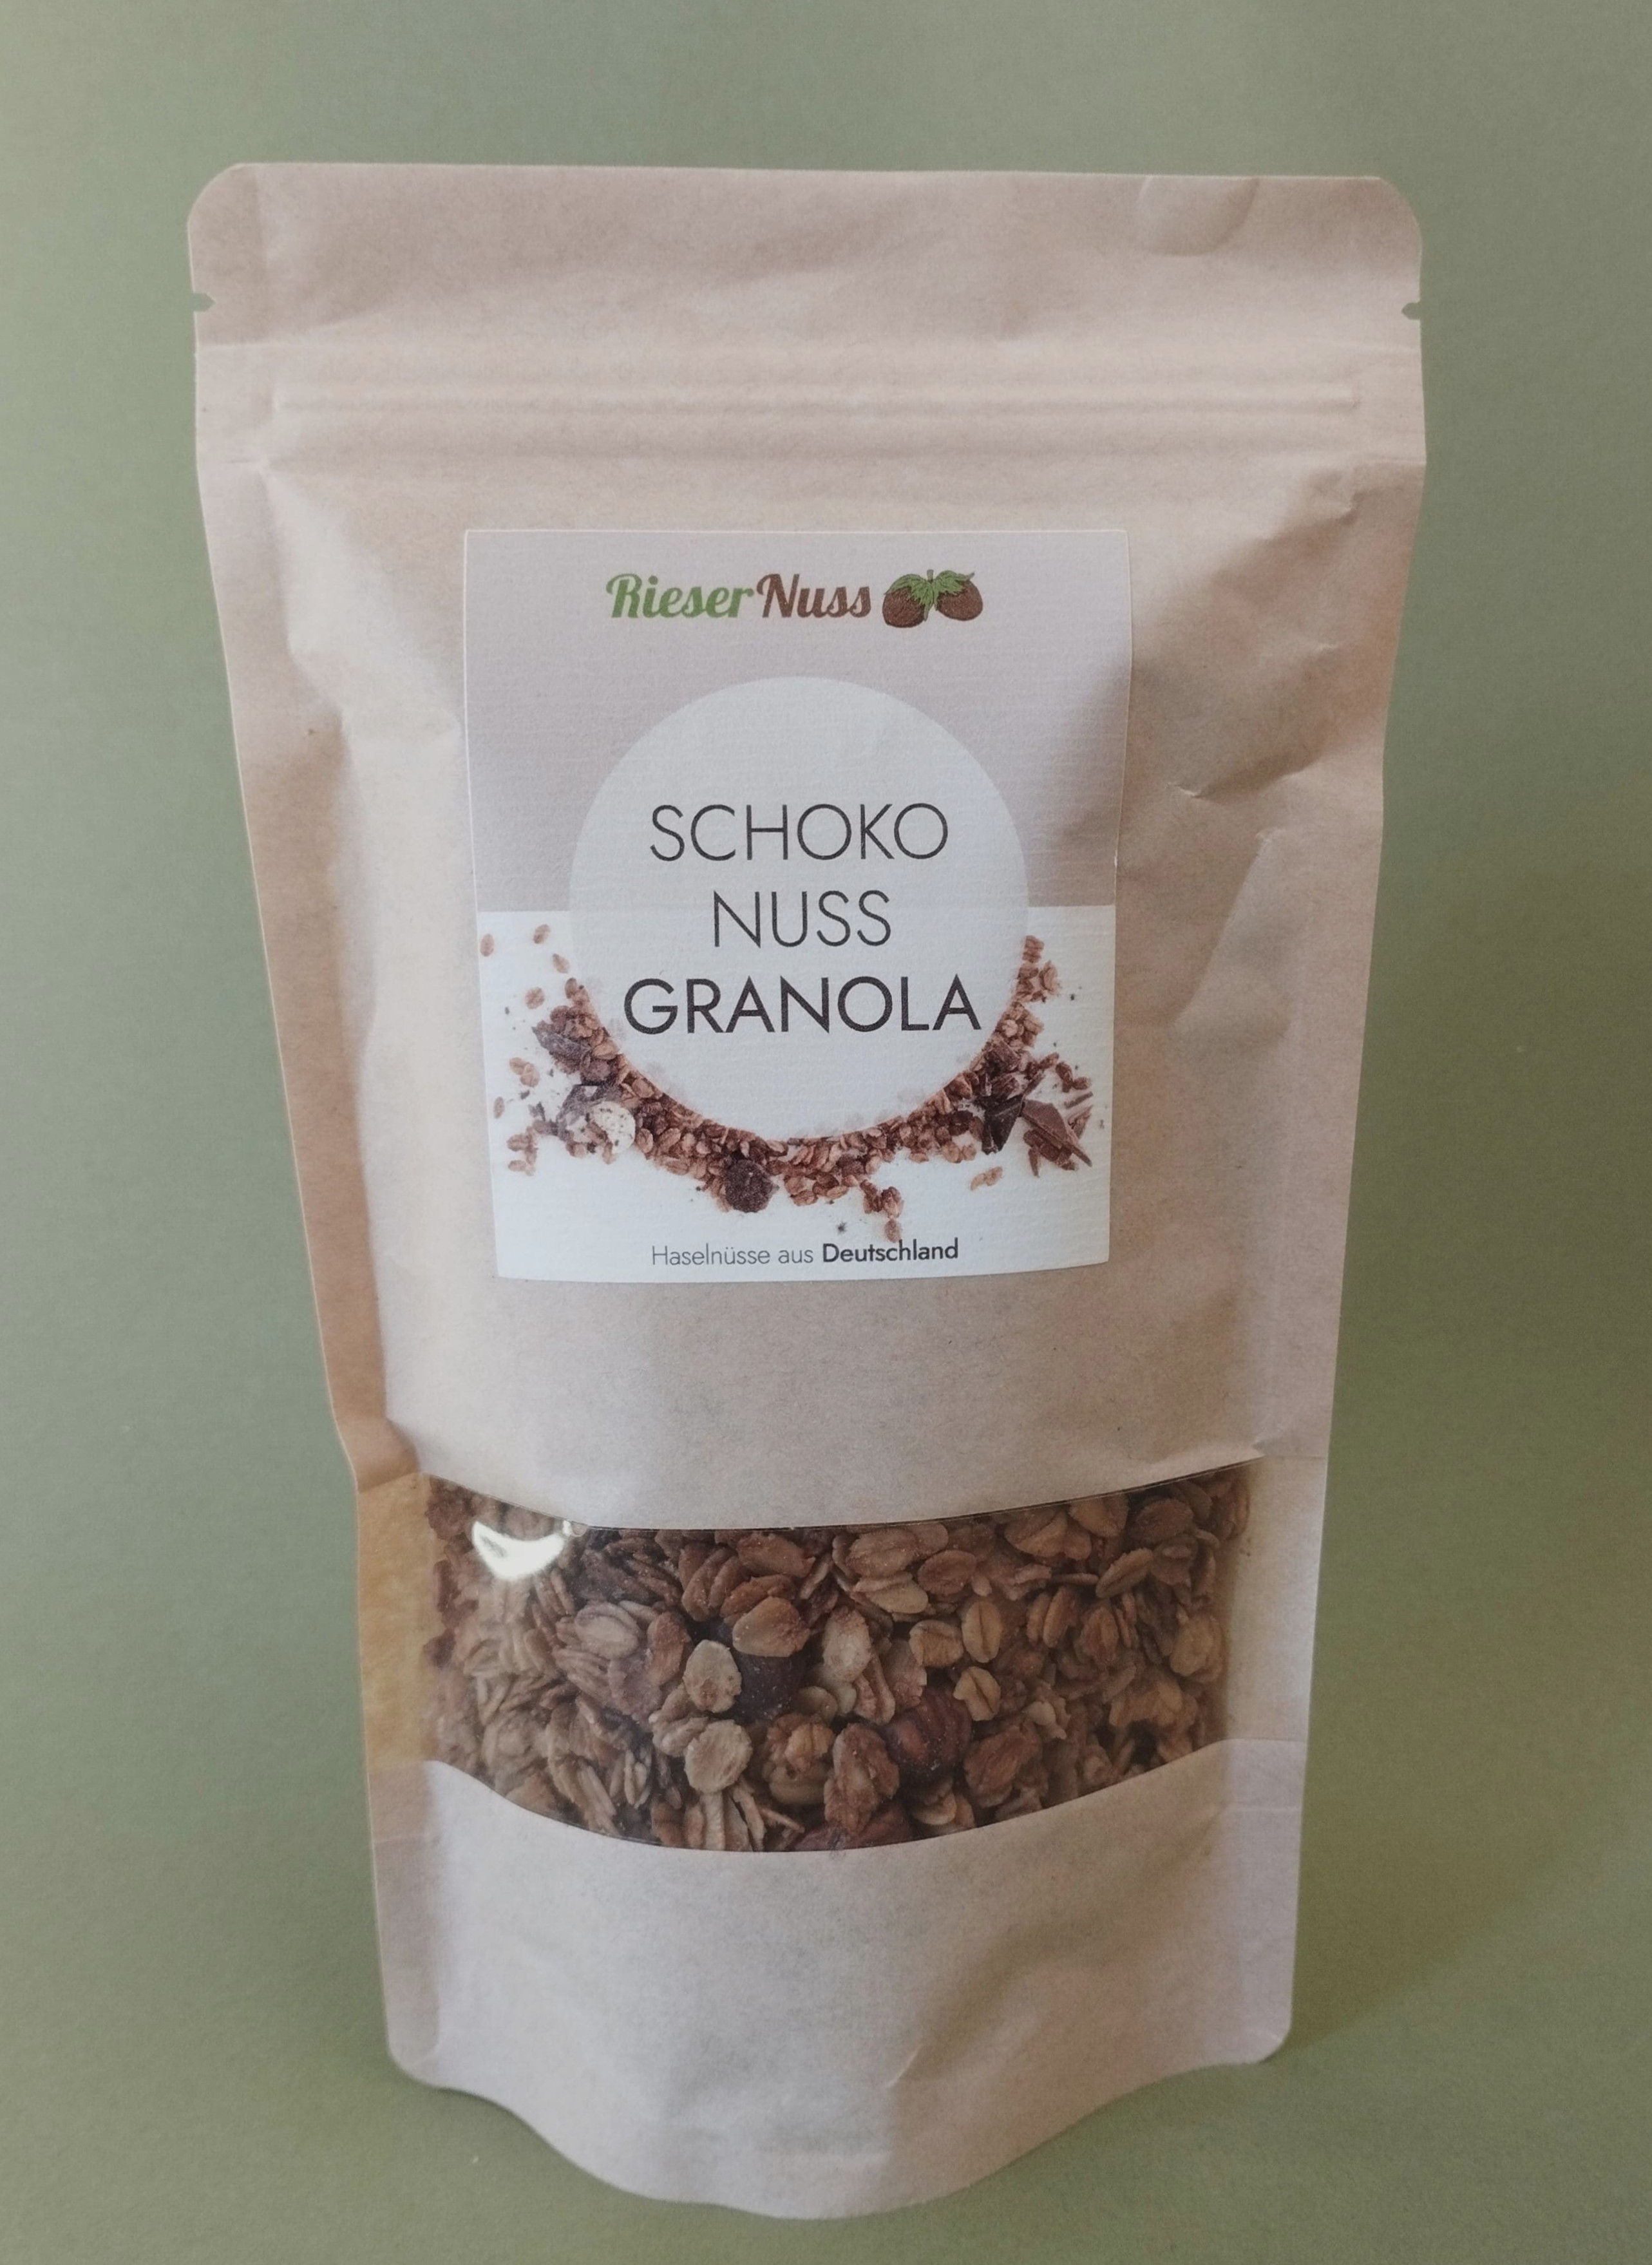 RieserNuss
SCHOKO
NUSS
GRANOLA
Haselnüsse aus Deutschland